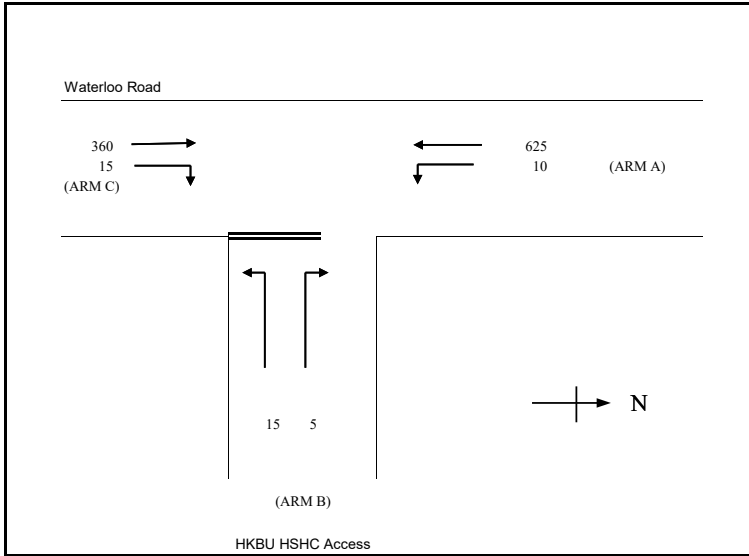 Waterloo Road
360
625
15
10
(ARM A)
(ARM C)
N
15 5
(ARM B)
HKBU HSHC Access